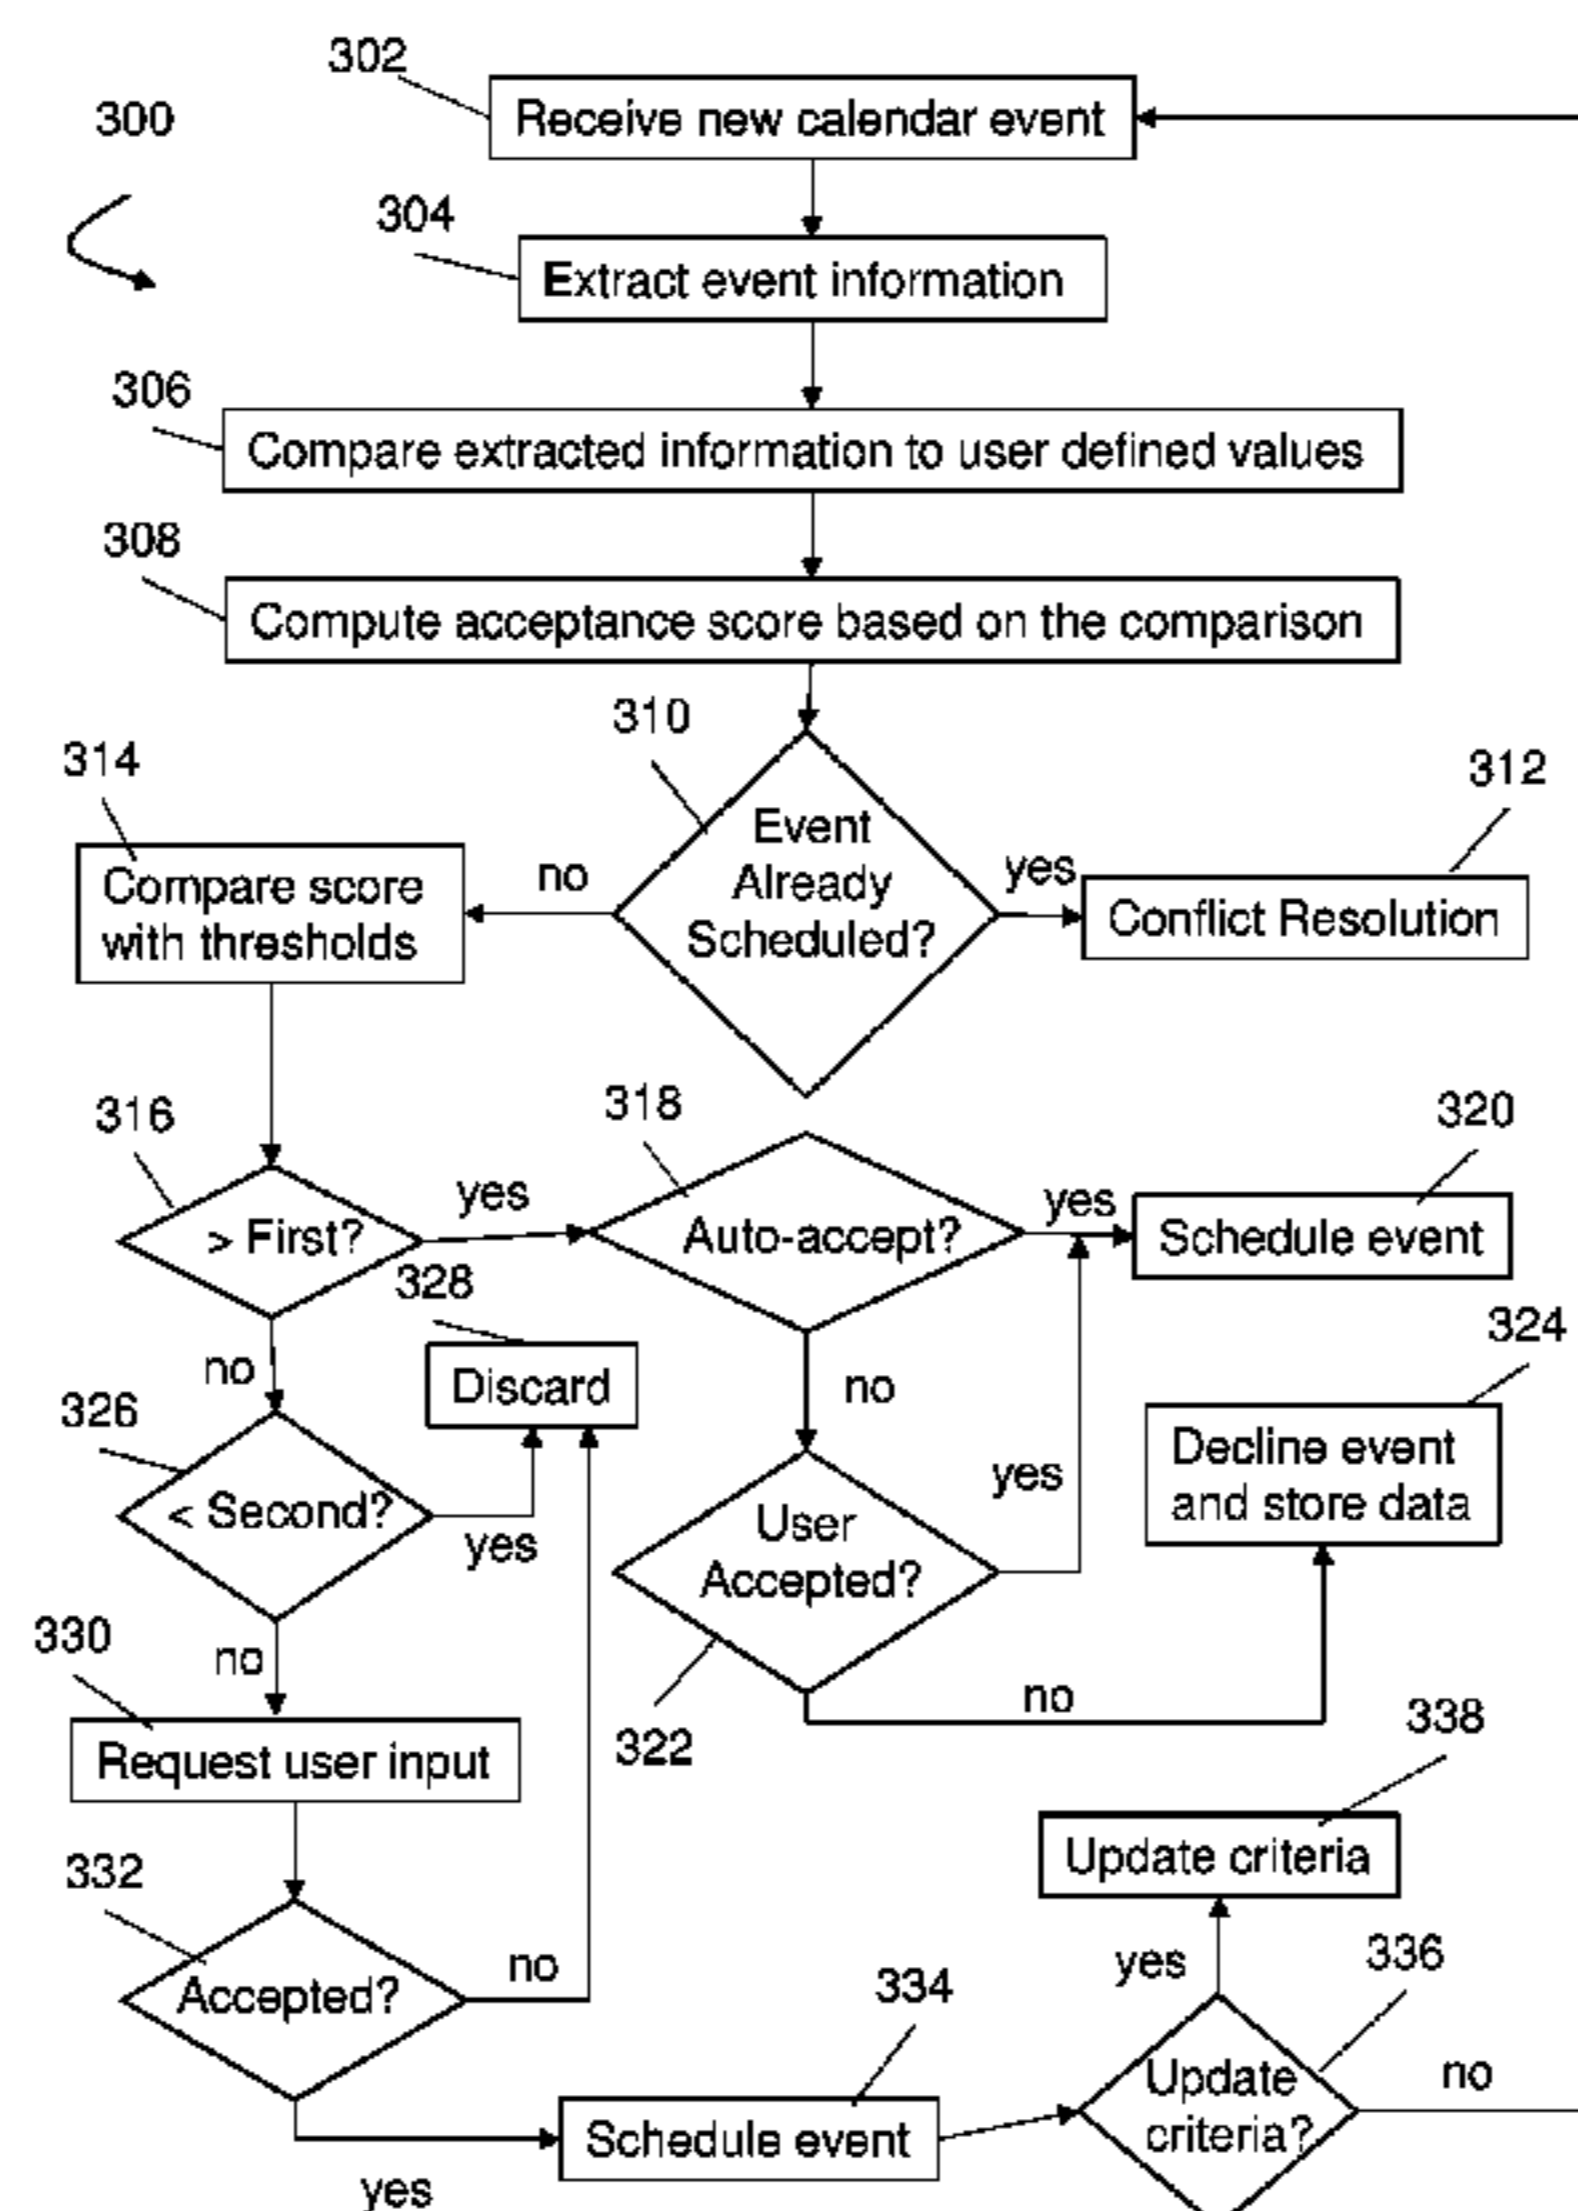 302
Receive new calendar event
300
304
Extract event information
306
Compare extracted information to user defined values
308
Compute acceptance score based on the comparison
310
314
312
Event
Already
Scheduled?
no
yes
Compare score
with thresholds
Conflict Resolution
316
318
320
> First?
yes
Auto-accept?
yes
Schedule event
328
324
no
Discard
no
326
Decline event
and store data
< Second?
yes
User
Accepted?
yes
330
no
no
322
338
Request user input
Update criteria
332
Accepted?
no
yes
336
334
Update
criteria?
no
Schedule event
yes